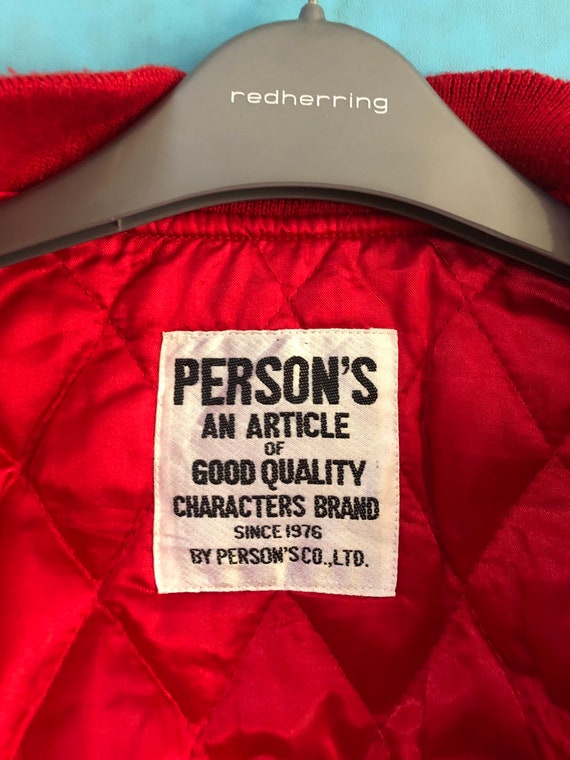 redherring
PERSON'S
AN ARTICLE
OF
GOOD QUALITY
CHARACTERS BRAND
SINCE 1976
BY PERSON'S CO., LTD.